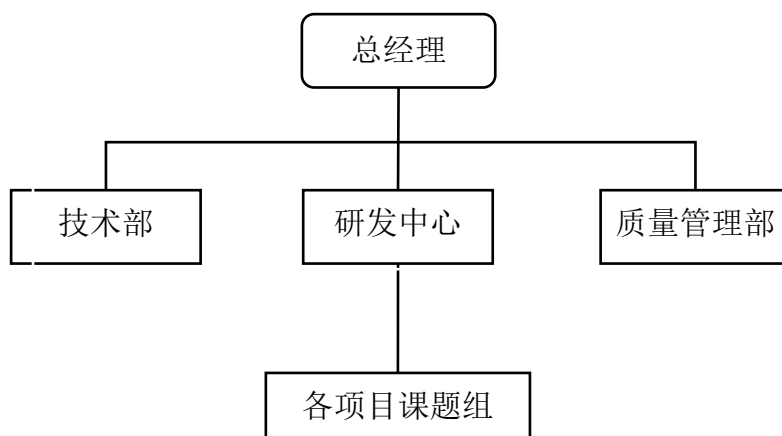 总经理
技术部
研发中心
质量管理部
各项目课题组